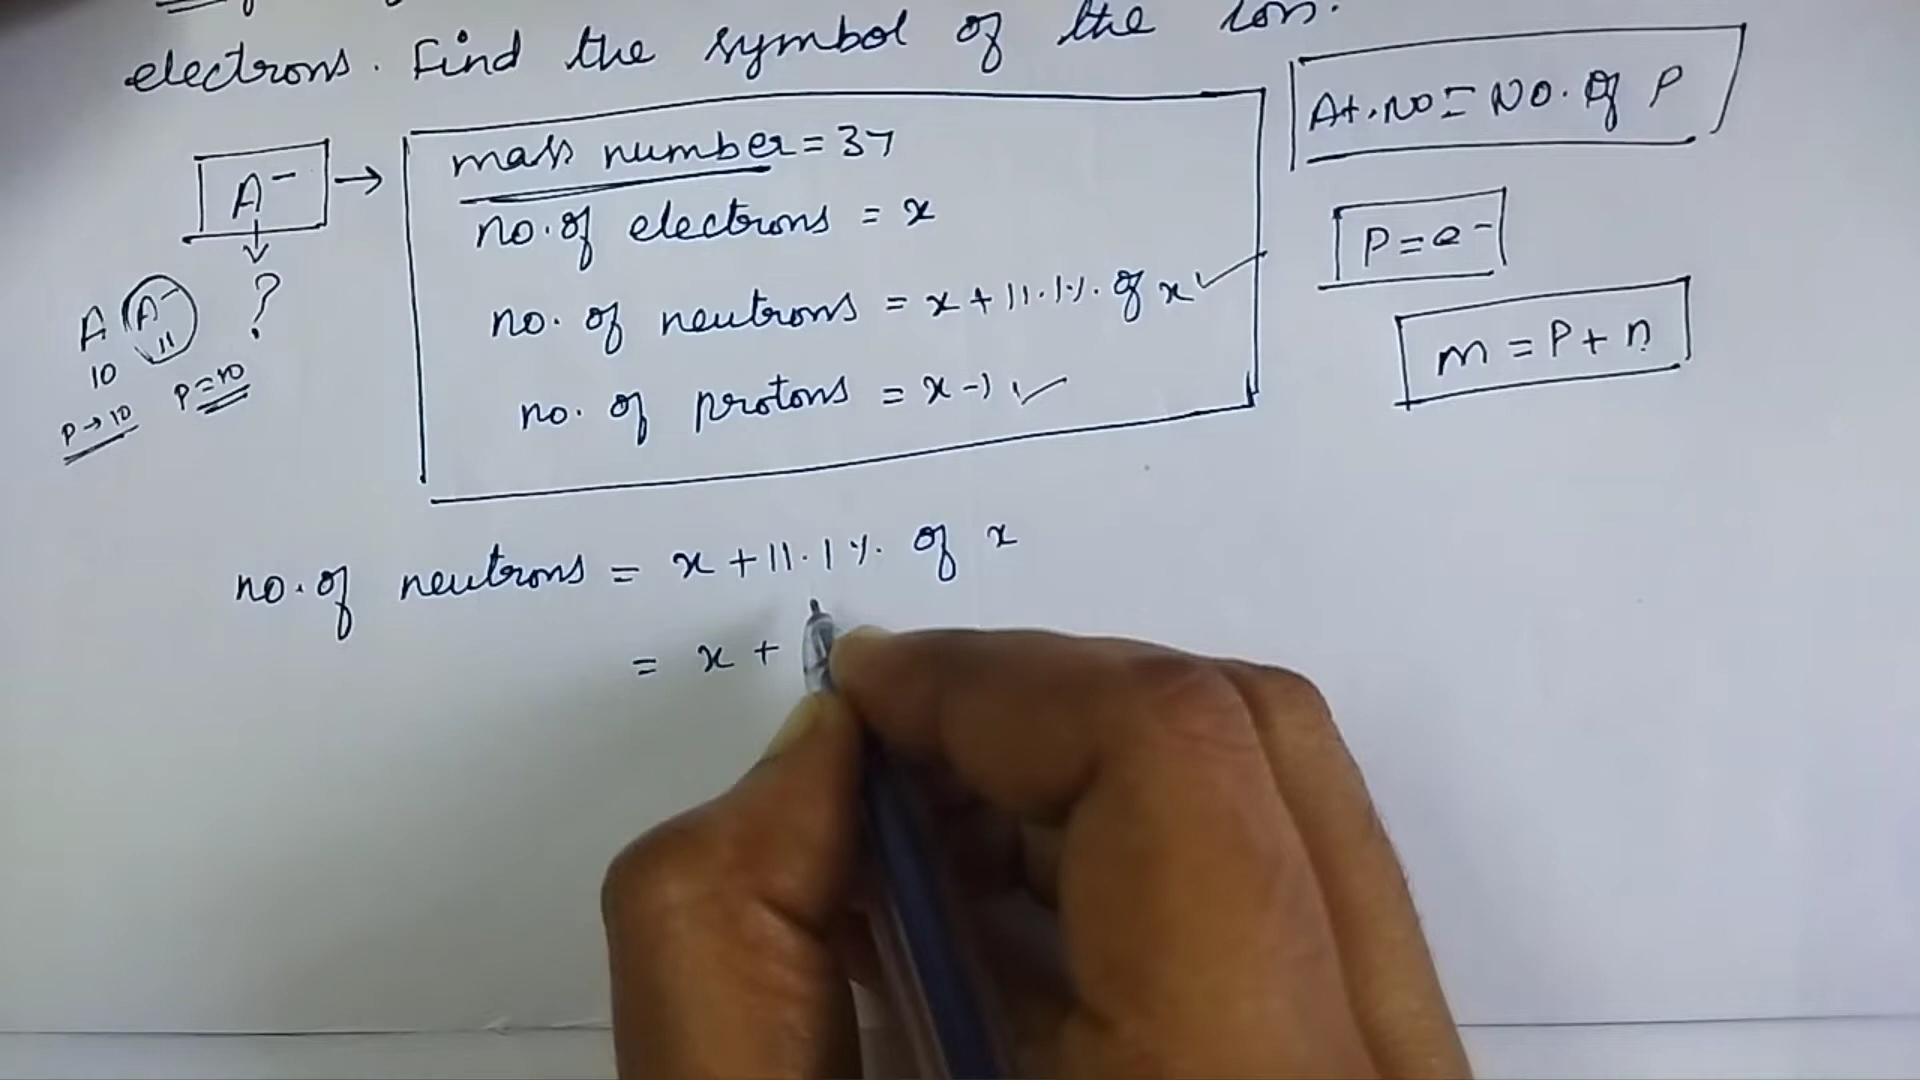 electrons. Find the symbol of the ion.
At.No = No. of P
A⁻ →
mass number = 37
no. of electrons = x
P = e⁻
no. of neutrons = x + 11.1%. of x ✓
m = P + n
no. of protons = x-1 ✓
?
A A⁻
10 11
P→10 P=10
no. of neutrons = x + 11.1 %. of x
= x +